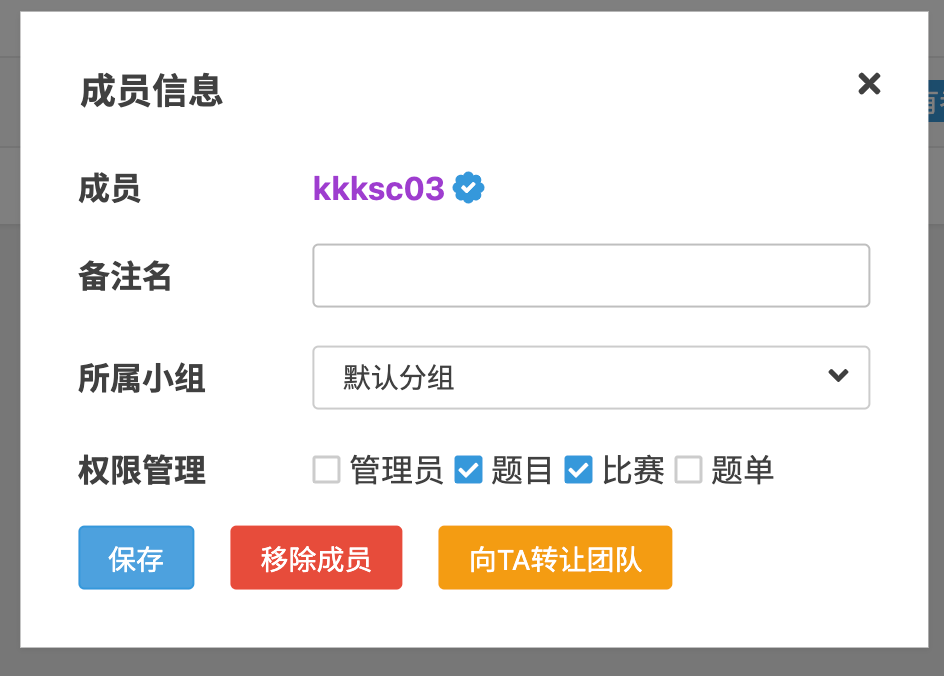 成员信息
成员 kkksc03
备注名
所属小组 默认分组
权限管理 管理员 题目 比赛 题单
保存 移除成员 向TA转让团队